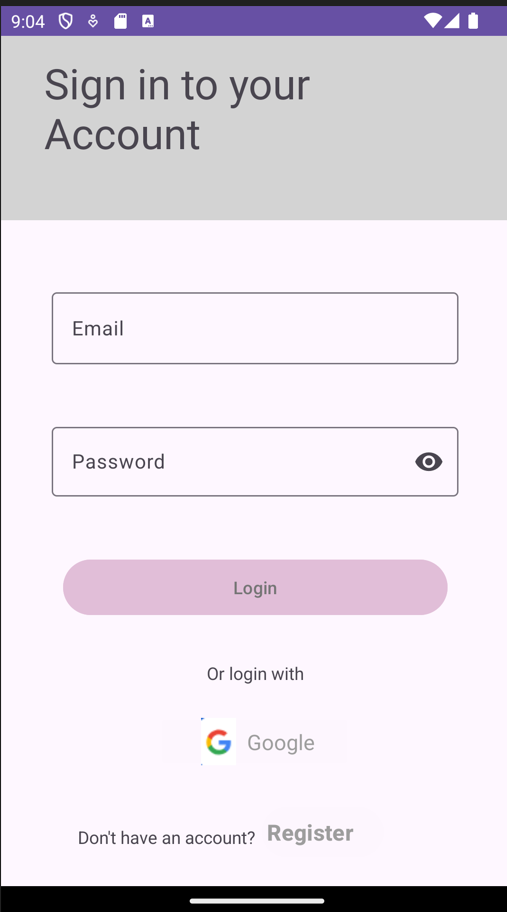 9:04
Sign in to your
Account
Email
Password
Login
Or login with
Google
Don't have an account? Register